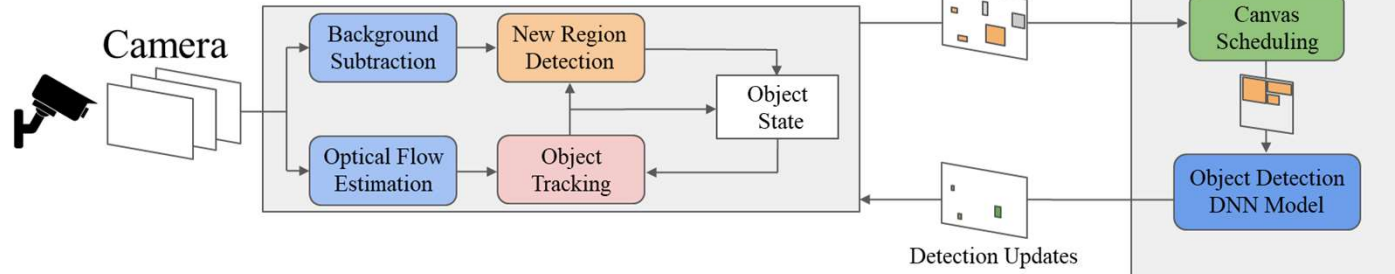 Camera
Background
Subtraction
New Region
Detection
Object
State
Optical Flow
Estimation
Object
Tracking
Canvas
Scheduling
Object Detection
DNN Model
Detection Updates